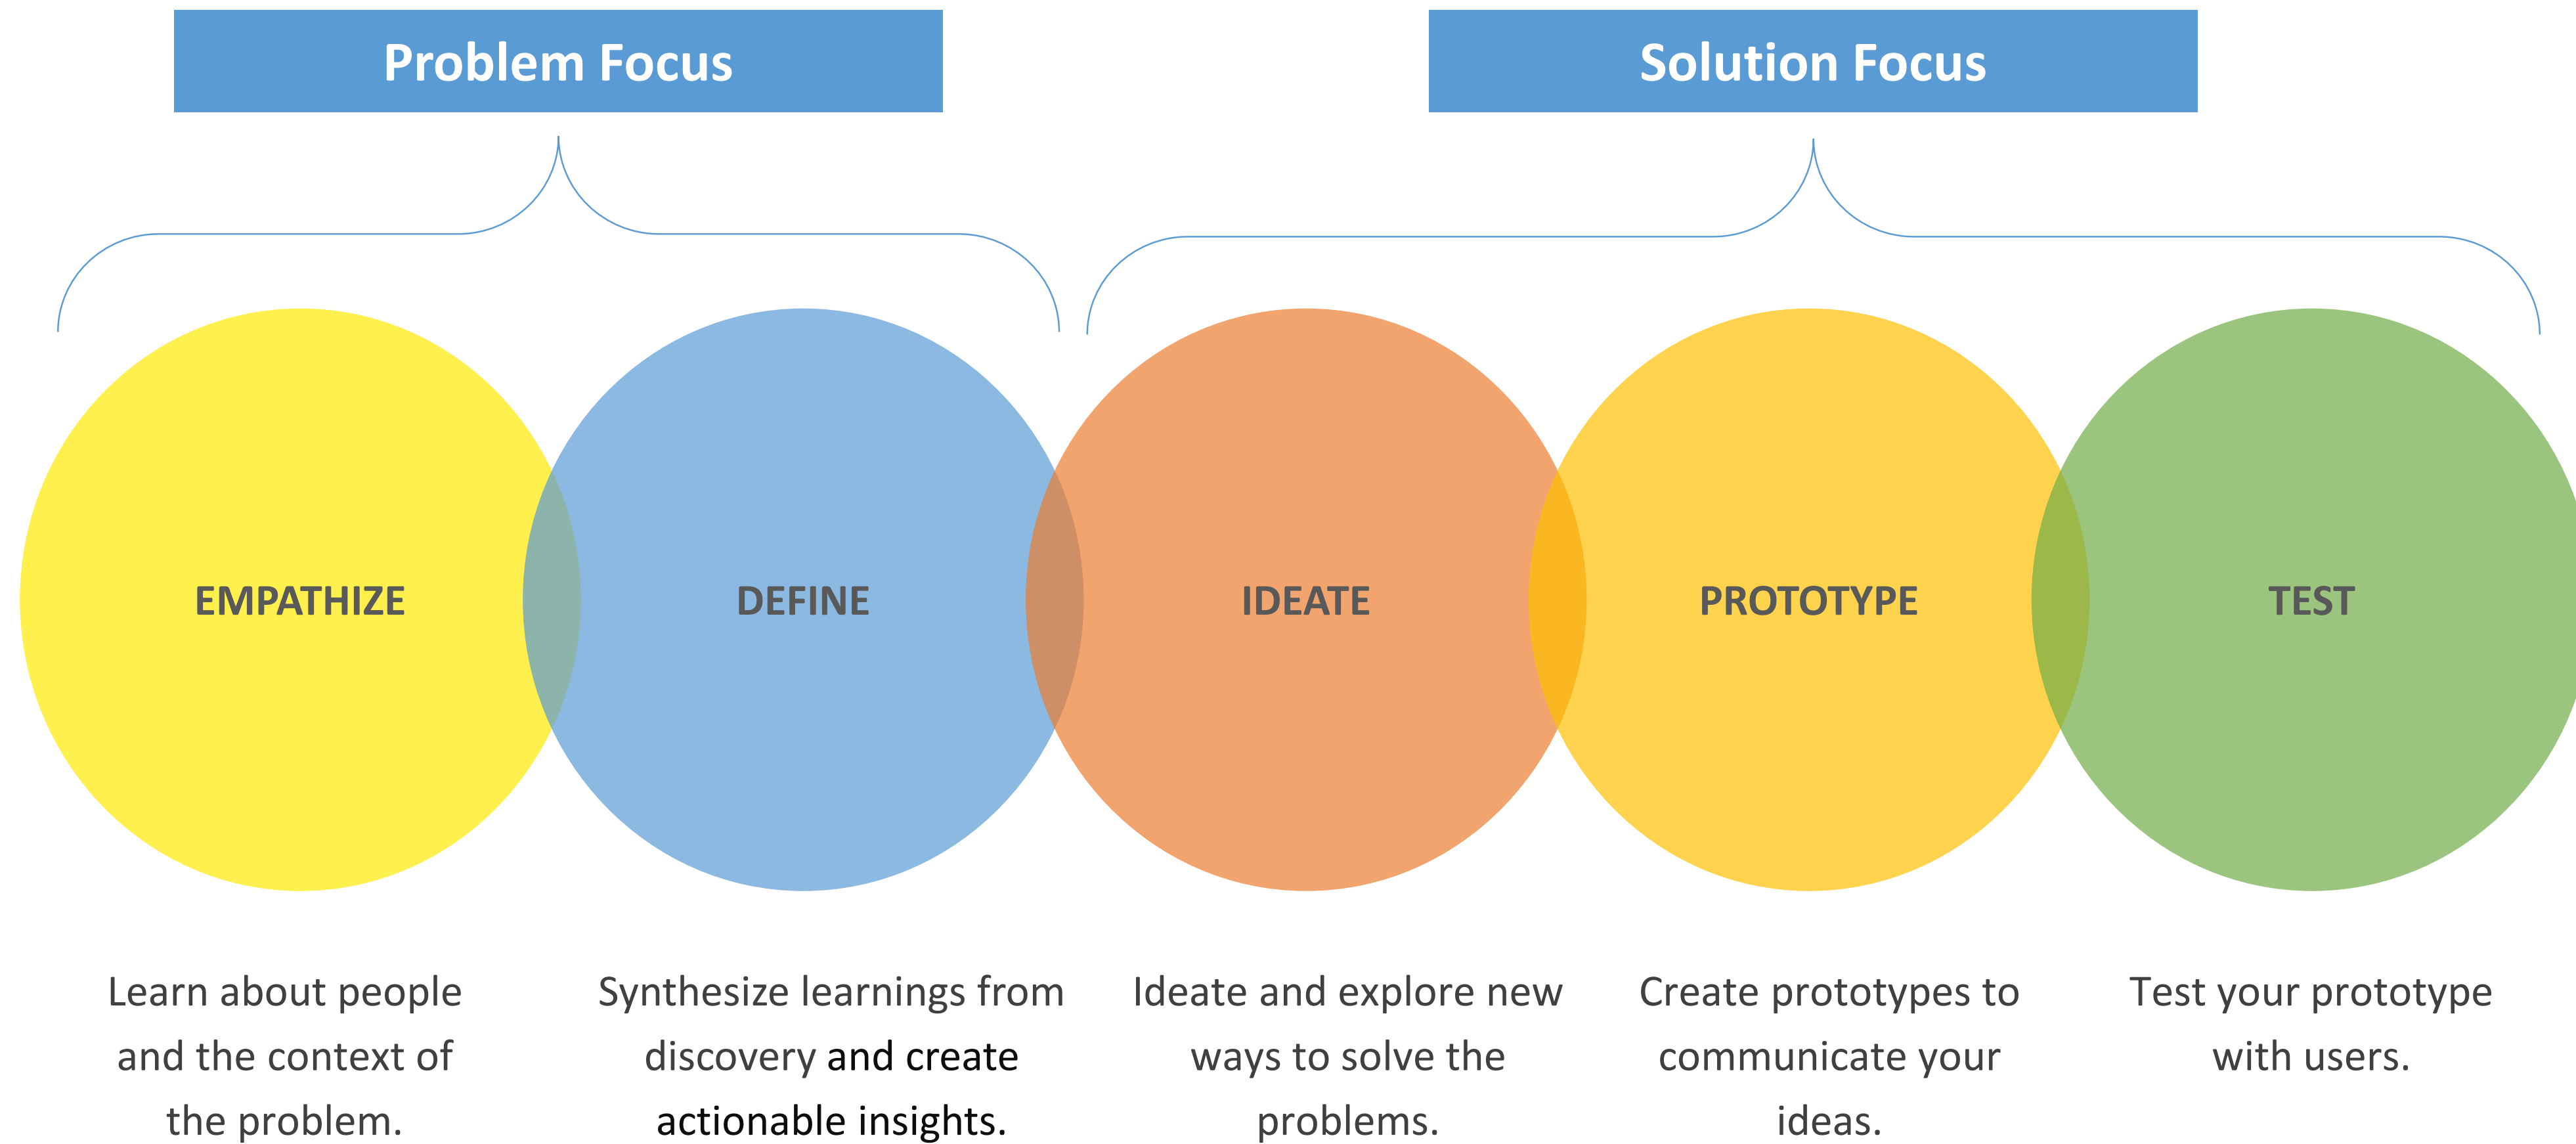 Problem Focus
Solution Focus
EMPATHIZE
DEFINE
IDEATE
PROTOTYPE
TEST
Learn about people
and the context of
the problem.
Synthesize learnings from
discovery and create
actionable insights.
Ideate and explore new
ways to solve the
problems.
Create prototypes to
communicate your
ideas.
Test your prototype
with users.